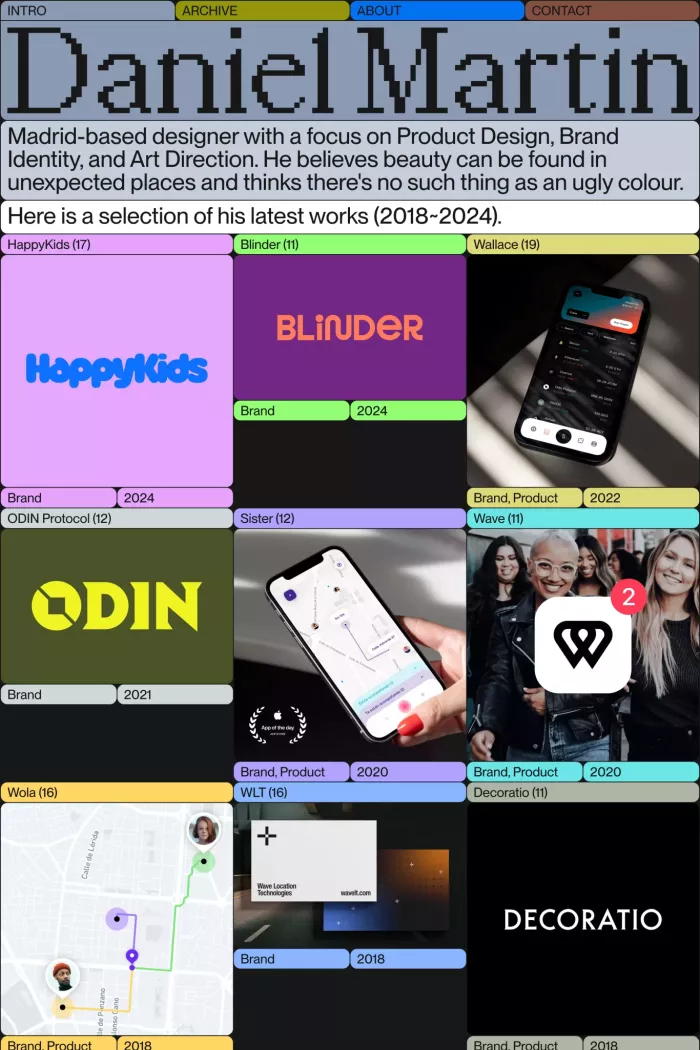 INTRO
ARCHIVE
ABOUT
CONTACT
Daniel Martin
Madrid-based designer with a focus on Product Design, Brand
Identity, and Art Direction. He believes beauty can be found in
unexpected places and thinks there's no such thing as an ugly colour.
Here is a selection of his latest works (2018~2024).
HappyKids (17)
Blinder (11)
Wallace (19)
HappyKids
BLINDER
Brand
2024
Brand
2024
Brand, Product
2022
ODIN Protocol (12)
Sister (12)
Wave (11)
ODIN
2
Brand
2021
App of the day
Brand, Product
2020
Brand, Product
2020
Wola (16)
WLT (16)
Decoratio (11)
Calle de Lérida
Wave Location
Technologies
wavelt.com
DECORATIO
Brand
2018
Brand, Product
2018
Brand, Product
2018